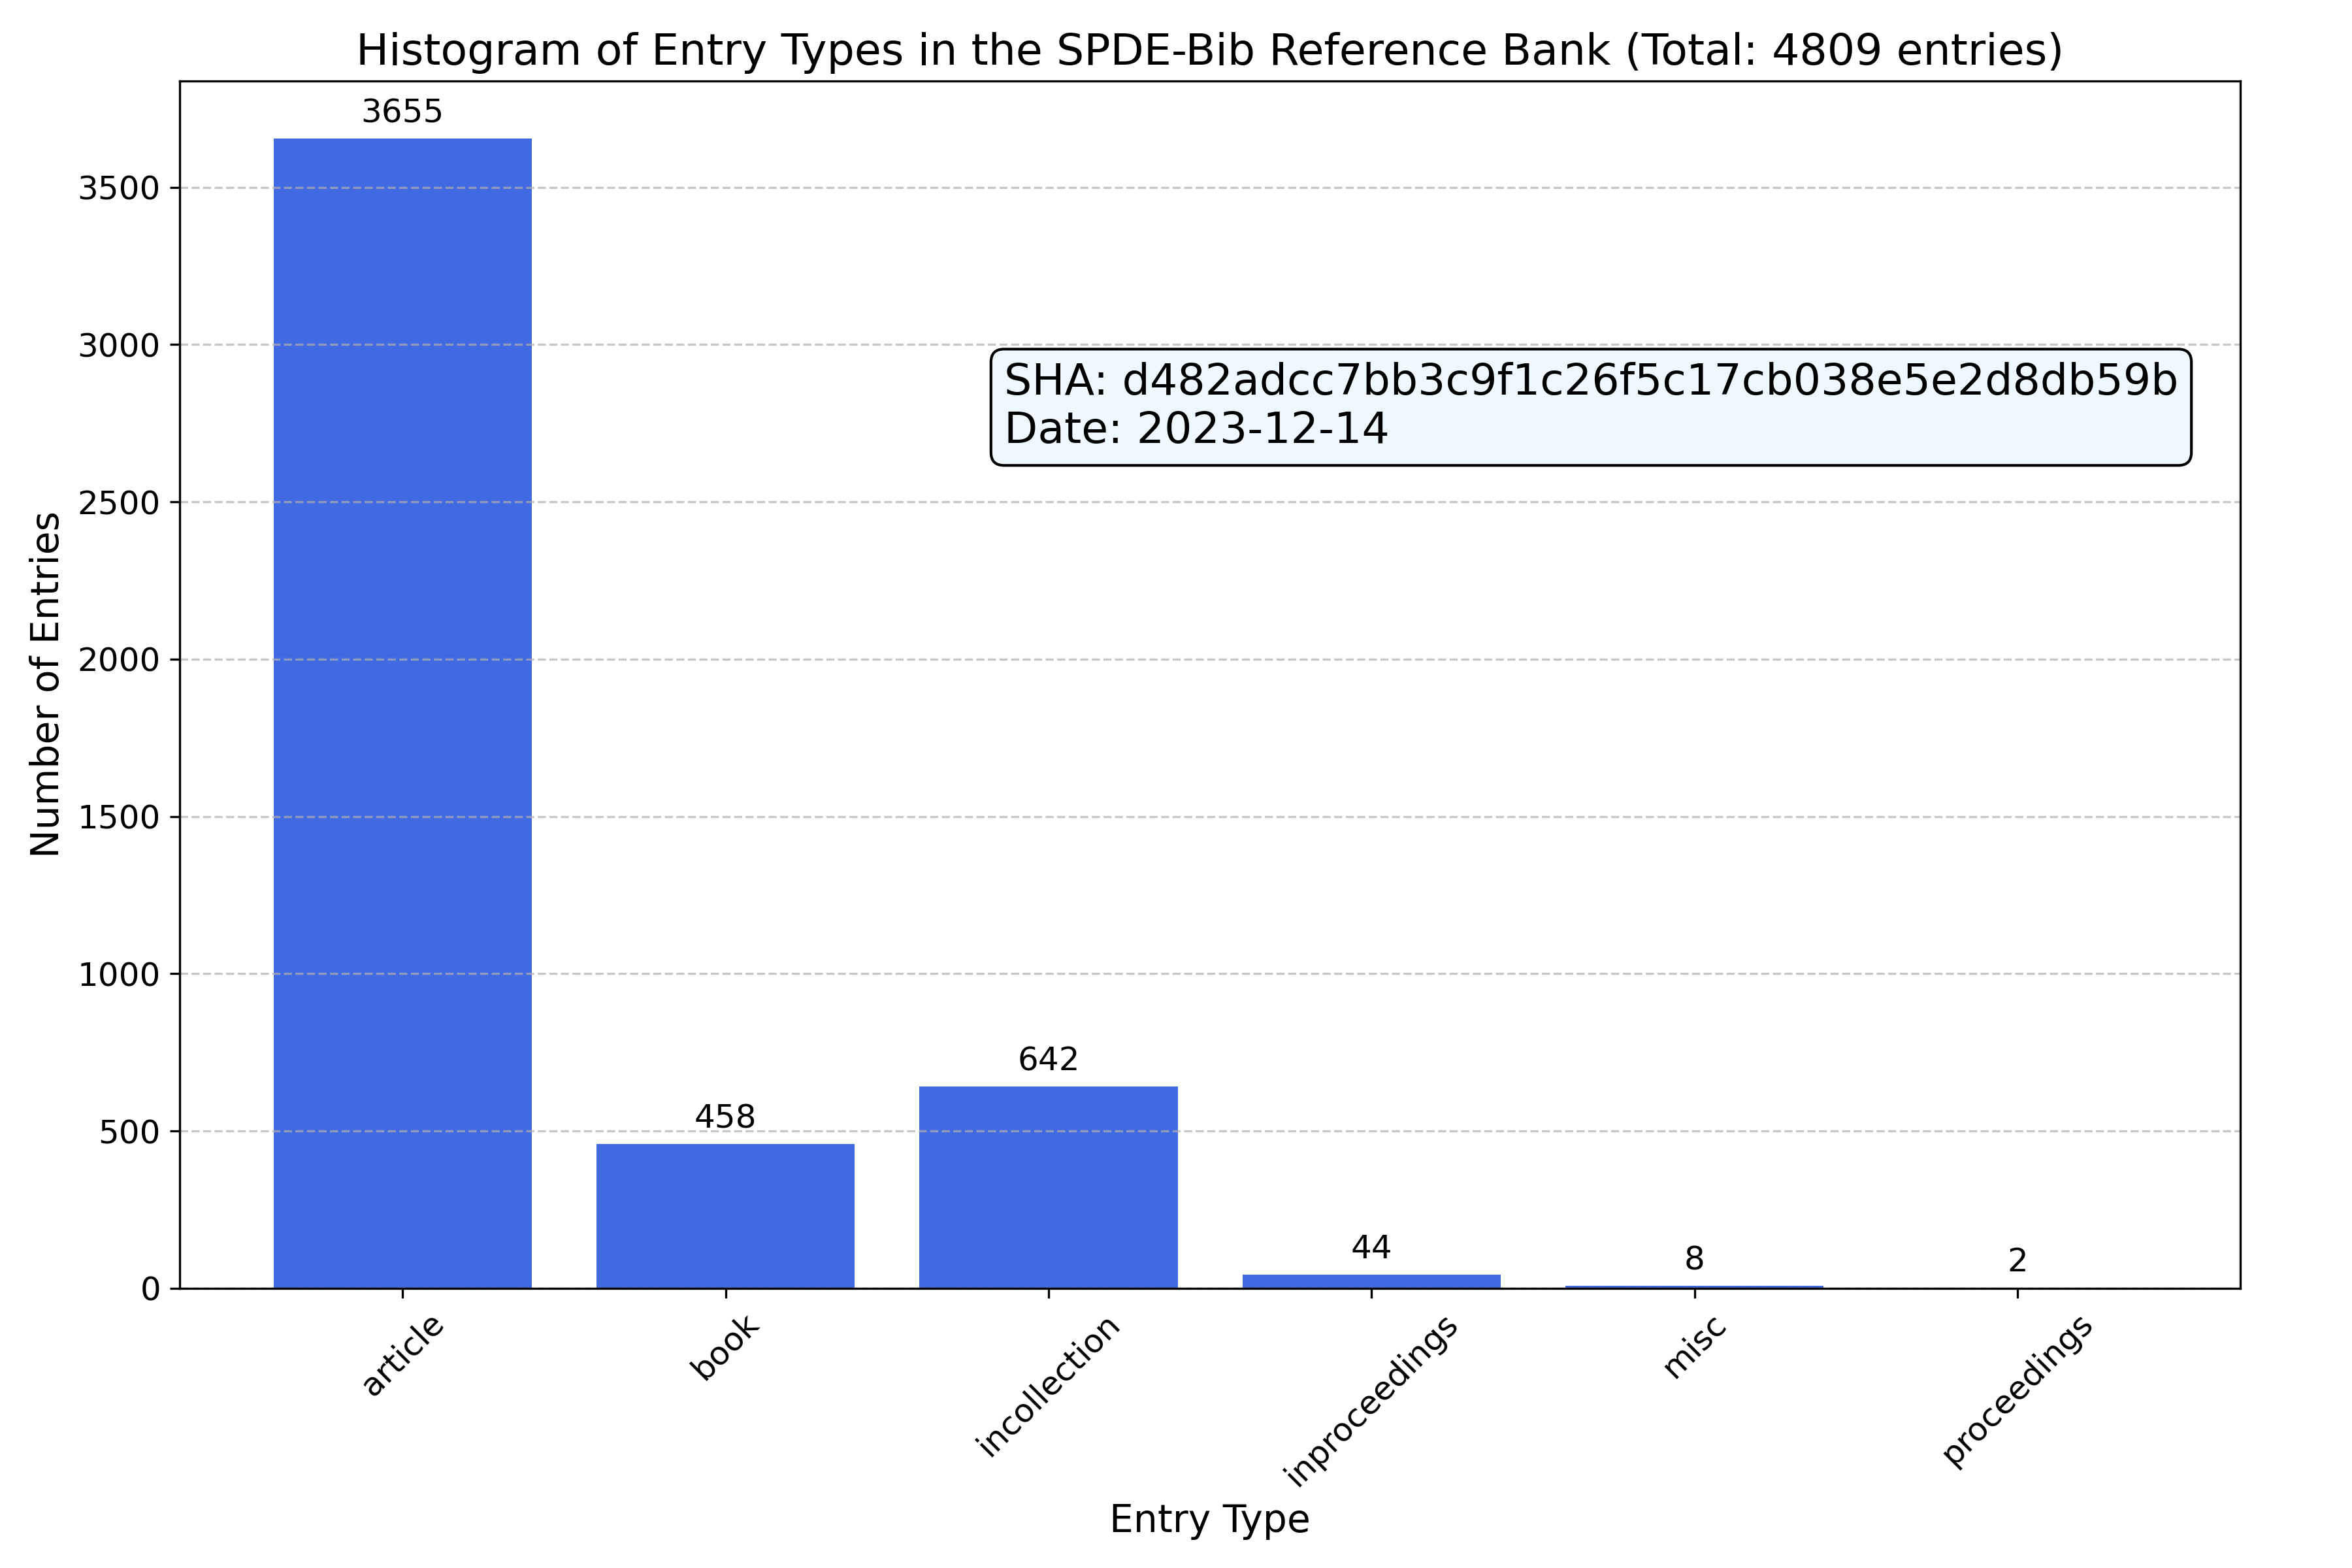 Histogram of Entry Types in the SPDE-Bib Reference Bank (Total: 4809 entries)
3655
3500
3000
SHA: d482adcc7bb3c9f1c26f5c17cb038e5e2d8db59b
Date: 2023-12-14
2500
Number of Entries
2000
1500
1000
642
458
500
44
8
2
0
article
book
incollection
inproceedings
misc
proceedings
Entry Type